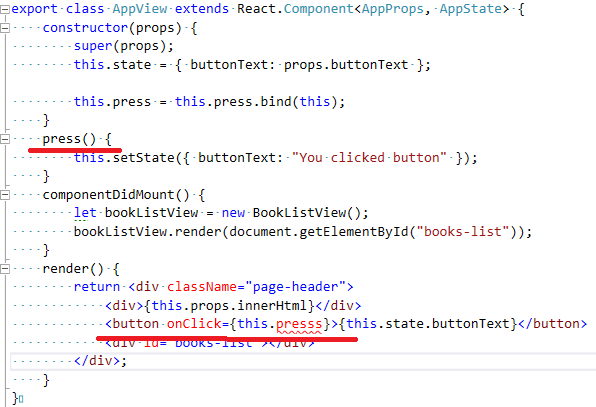 export class AppView extends React.Component<AppProps, AppState> {
constructor(props) {
super(props);
this.state = { buttonText: props.buttonText };
this.press = this.press.bind(this);
}
press() {
this.setState({ buttonText: "You clicked button" });
}
componentDidMount() {
let bookListView = new BookListView();
bookListView.render(document.getElementById("books-list"));
}
render() {
return <div className="page-header">
<div>{this.props.innerHtml}</div>
<button onClick={this.presss}>{this.state.buttonText}</button>
<div id="books-list"></div>
</div>;
}
}